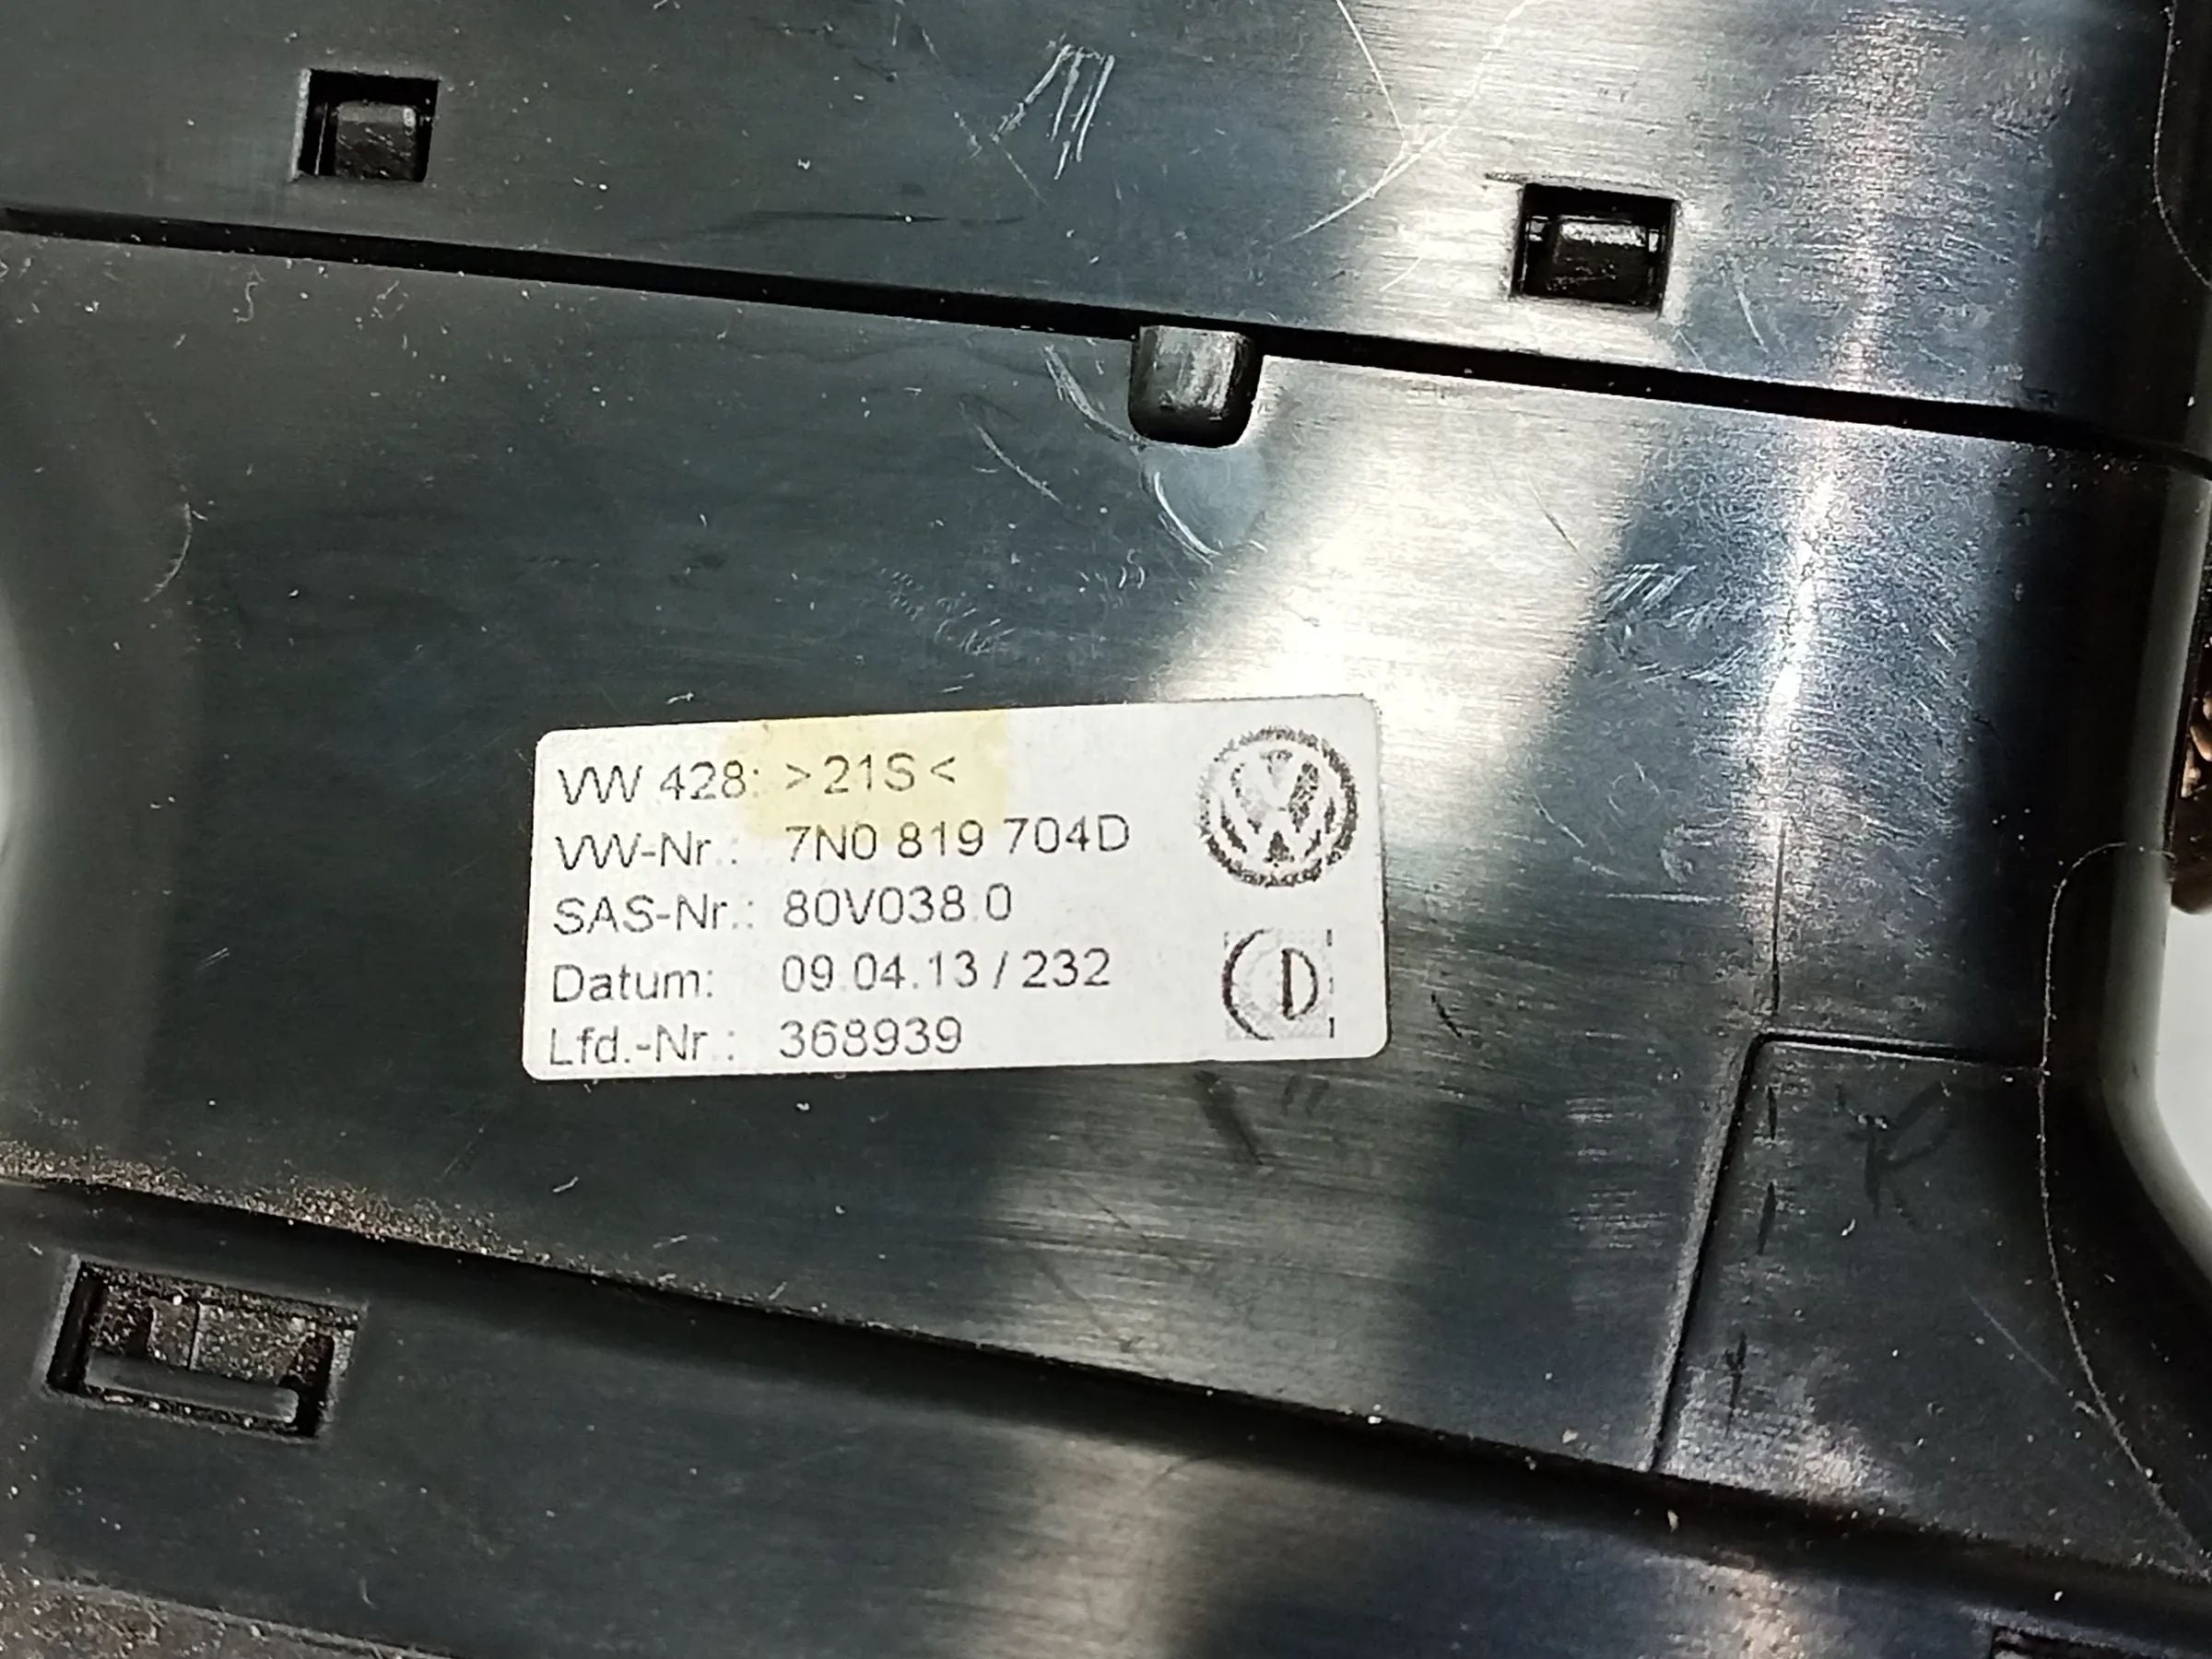 VW 428: >21S<
VW-Nr.: 7N0 819 704D
SAS-Nr.: 80V038.0
Datum: 09.04.13 / 232
Lfd.-Nr.: 368939